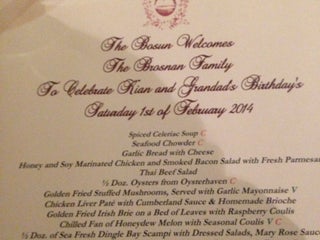 The Bosun Welcomes
The Brosnan Family
To Celebrate Kian and Grandad's Birthday's
Saturday 1st of February 2014
Spiced Celeriac Soup C
Seafood Chowder C
Garlic Bread with Cheese
Honey and Soy Marinated Chicken and Smoked Bacon Salad with Fresh Parmesan
Thai Beef Salad
½ Doz. Oysters from Oysterhaven C
Golden Fried Stuffed Mushrooms, Served with Garlic Mayonnaise V
Chicken Liver Paté with Cumberland Sauce & Homemade Brioche
Golden Fried Irish Brie on a Bed of Leaves with Raspberry Coulis
Chilled Fan of Honeydew Melon with Seasonal Coulis V C
½ Doz. of Sea Fresh Dingle Bay Scampi with Dressed Salads, Mary Rose Sauce